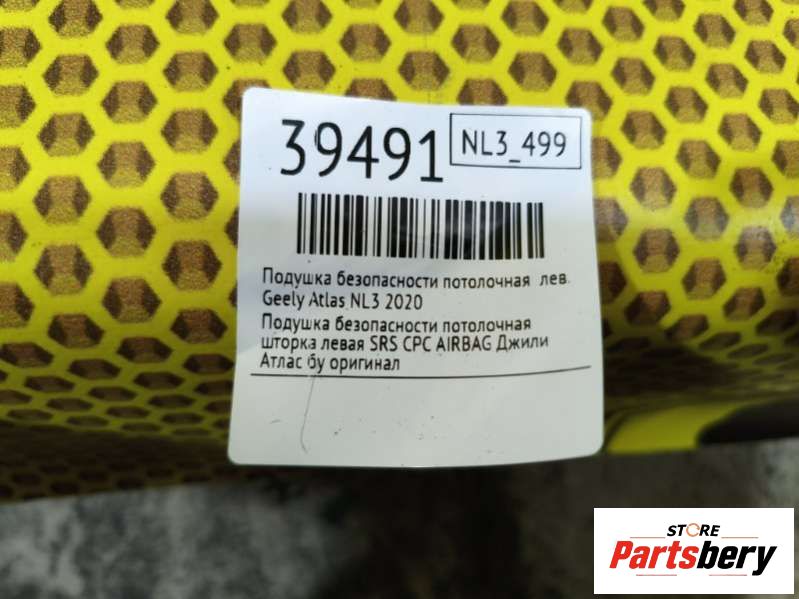 39491
NL3_499
Подушка безопасности потолочная лев.
Geely Atlas NL3 2020
Подушка безопасности потолочная
шторка левая SRS CPC AIRBAG Джили
Атлас бу оригинал
STORE
Partsbery